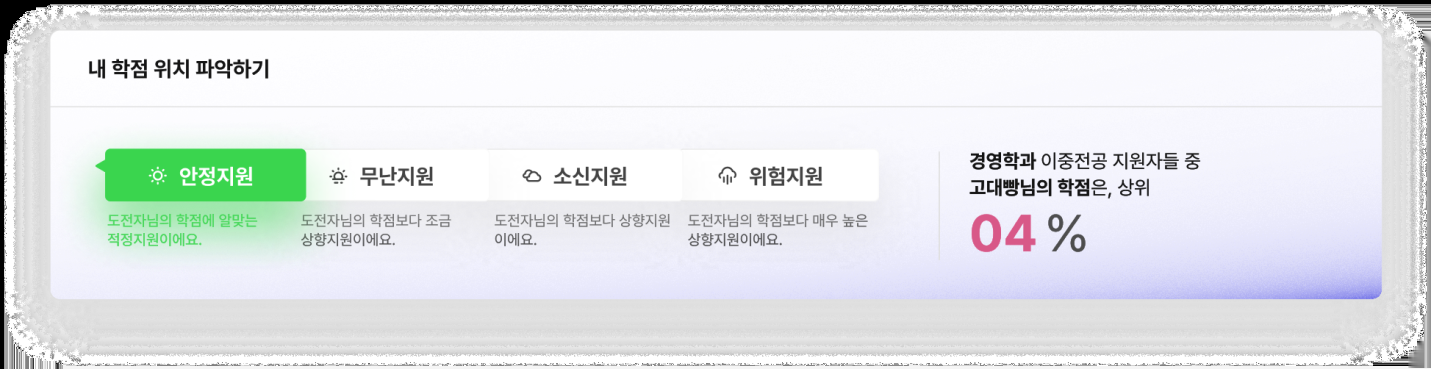 내 학점 위치 파악하기
안정지원
도전자님의 학점에 알맞는
적정지원이에요.
무난지원
도전자님의 학점보다 조금
상향지원이에요.
소신지원
도전자님의 학점보다 상향지원
이에요.
위험지원
도전자님의 학점보다 매우 높은
상향지원이에요.
경영학과 이중전공 지원자들 중
고대빵님의 학점은, 상위
04 %